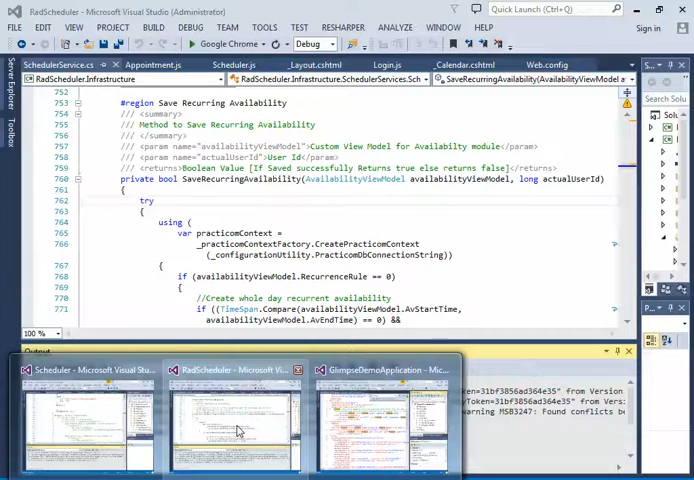 RadScheduler - Microsoft Visual Studio (Administrator)
Quick Launch (Ctrl+Q)
FILE EDIT VIEW PROJECT BUILD DEBUG TEAM TOOLS TEST RESHARPER ANALYZE WINDOW HELP
Sign in
Google Chrome Debug
SchedulerService.cs Appointment.js Scheduler.js _Layout.cshtml Login.js _Calendar.cshtml Web.config
RadScheduler.Infrastructure RadScheduler.Infrastructure.SchedulerServices.Sch SaveRecurringAvailability(AvailabilityViewModel av
Server Explorer
Toolbox
Search Solu
Solu
752
753 #region Save Recurring Availability
754 /// <summary>
755 /// Method to Save Recurring Availability
756 /// </summary>
757 /// <param name="availabilityViewModel">Custom View Model for Availabilty module</param>
758 /// <param name="actualUserId">User Id</param>
759 /// <returns>Boolean Value [If Saved successfully Returns true else returns false]</returns>
760 private bool SaveRecurringAvailability(AvailabilityViewModel availabilityViewModel, long actualUserId)
761 {
762 try
763 {
764 using (
765 var practicomContext =
766 _practicomContextFactory.CreatePracticomContext
(_configurationUtility.PracticomDbConnectionString))
767 {
768 if (availabilityViewModel.RecurrenceRule == 0)
769 {
770 //Create whole day recurrent availability
771 if ((TimeSpan.Compare(availabilityViewModel.AvStartTime,
availabilityViewModel.AvEndTime) == 0) &&
100 %
Output
Scheduler - Microsoft Visual Stu... RadScheduler - Microsoft Vi... GlimpseDemoApplication - Mic...
Token=31bf3856ad364e35" from Version
yToken=31bf3856ad364e35" from Version
warning MSB3247: Found conflicts be